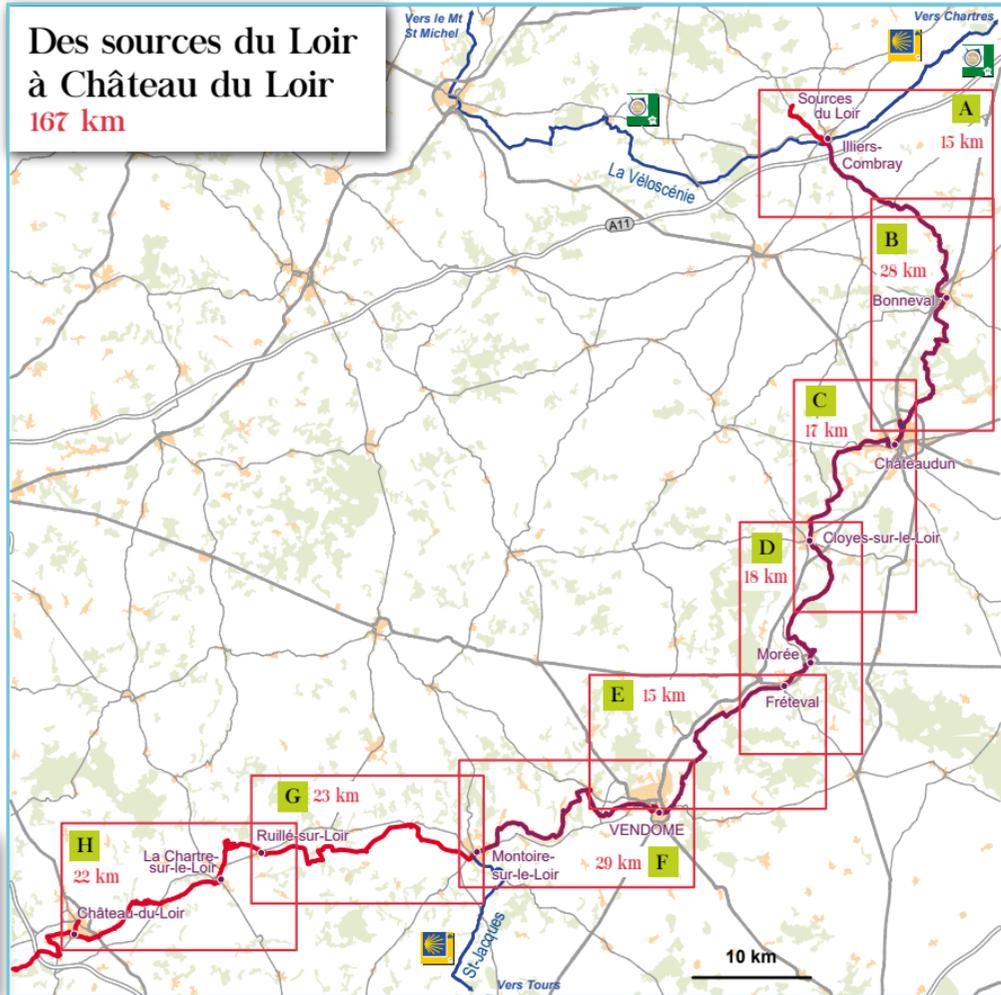 Des sources du Loir
à Château du Loir
167 km
Vers le Mt
St Michel
Vers Chartres
Sources
du Loir
A
15 km
Illiers-
Combray
La Véloscénie
A11
B
28 km
Bonneval
C
17 km
Châteaudun
D
18 km
Cloyes-sur-le-Loir
Morée
Fréteval
E
15 km
VENDOME
29 km
F
G
23 km
Ruillé-sur-Loir
Montoire-
sur-le-Loir
H
22 km
La Chartre-
sur-le-Loir
Château-du-Loir
St-Jacques
Vers Tours
10 km